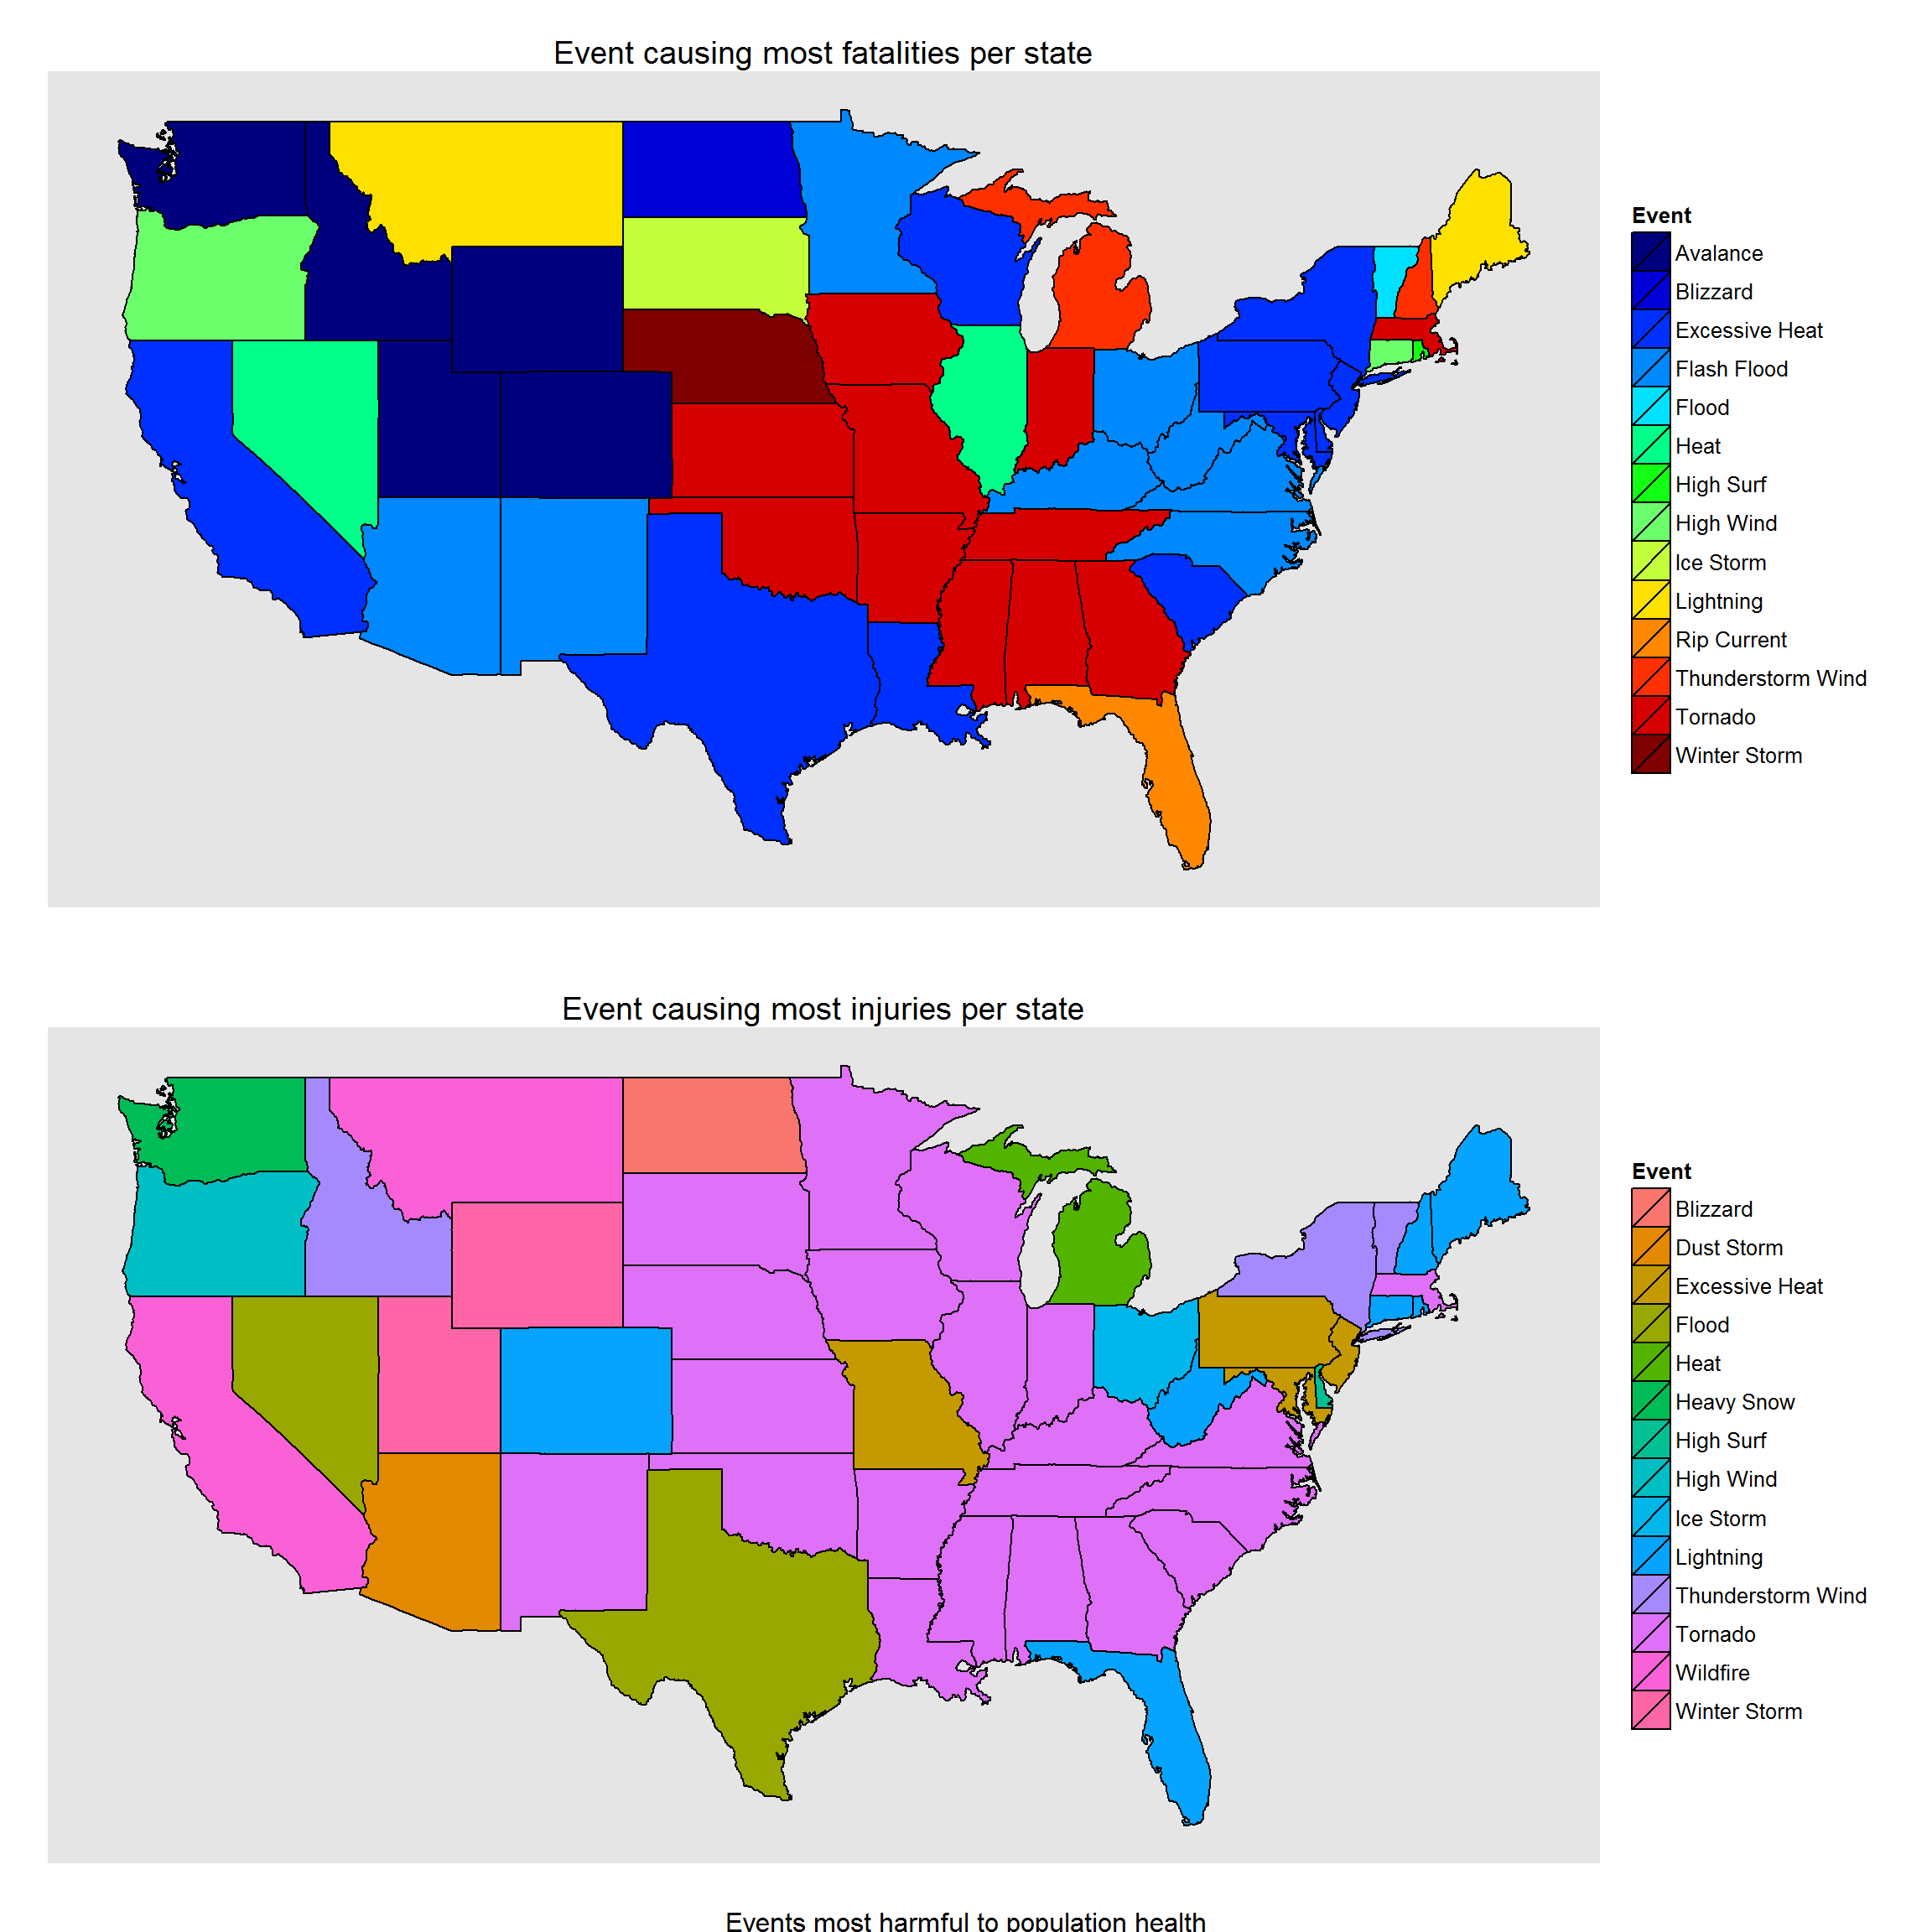 Event causing most fatalities per state
Event
Avalance
Blizzard
Excessive Heat
Flash Flood
Flood
Heat
High Surf
High Wind
Ice Storm
Lightning
Rip Current
Thunderstorm Wind
Tornado
Winter Storm
Event causing most injuries per state
Event
Blizzard
Dust Storm
Excessive Heat
Flood
Heat
Heavy Snow
High Surf
High Wind
Ice Storm
Lightning
Thunderstorm Wind
Tornado
Wildfire
Winter Storm
Events most harmful to population health